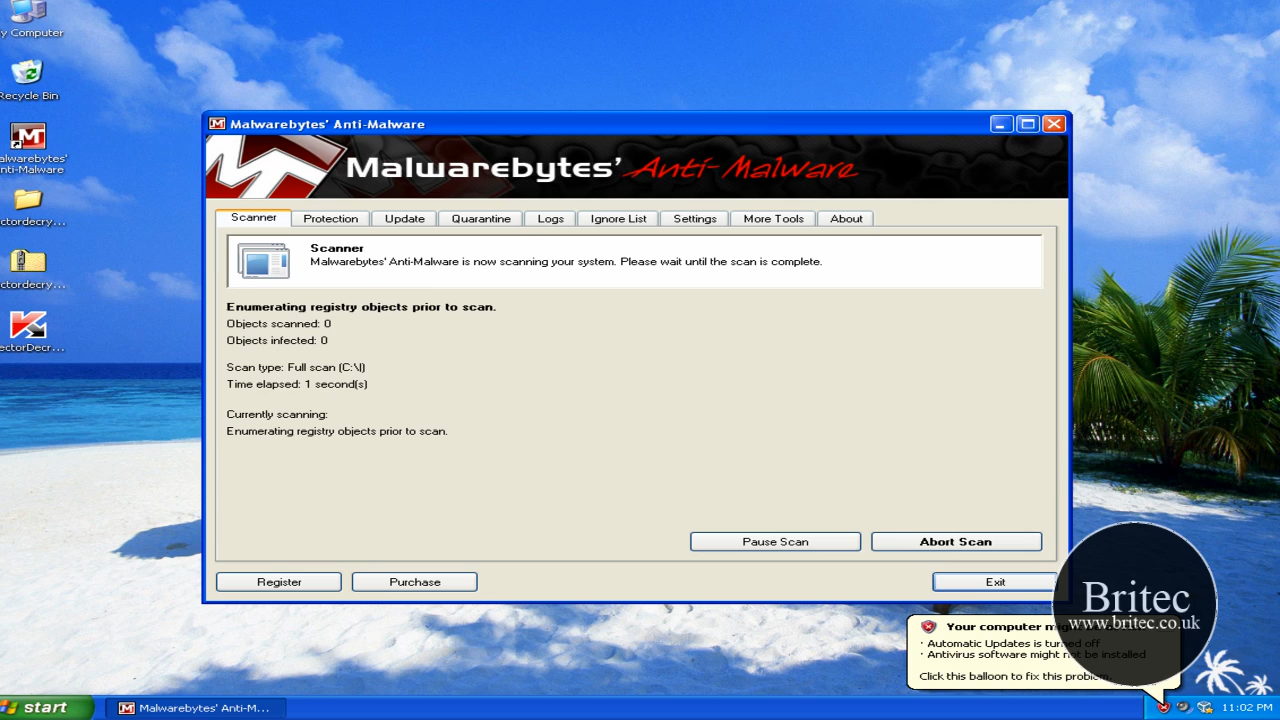 y Computer
Recycle Bin
alwarebytes'
nti-Malware
ctordecry...
ctordecry...
ectorDecr...
Malwarebytes' Anti-Malware
Malwarebytes' Anti-Malware
Scanner
Protection
Update
Quarantine
Logs
Ignore List
Settings
More Tools
About
Scanner
Malwarebytes' Anti-Malware is now scanning your system. Please wait until the scan is complete.
Enumerating registry objects prior to scan.
Objects scanned: 0
Objects infected: 0
Scan type: Full scan (C:\|)
Time elapsed: 1 second(s)
Currently scanning:
Enumerating registry objects prior to scan.
Pause Scan
Abort Scan
Register
Purchase
Exit
Britec
www.britec.co.uk
Your computer
· Automatic Updates is turned off
· Antivirus software might not be installed
Click this balloon to fix this problem.
start
Malwarebytes' Anti-M...
11:02 PM